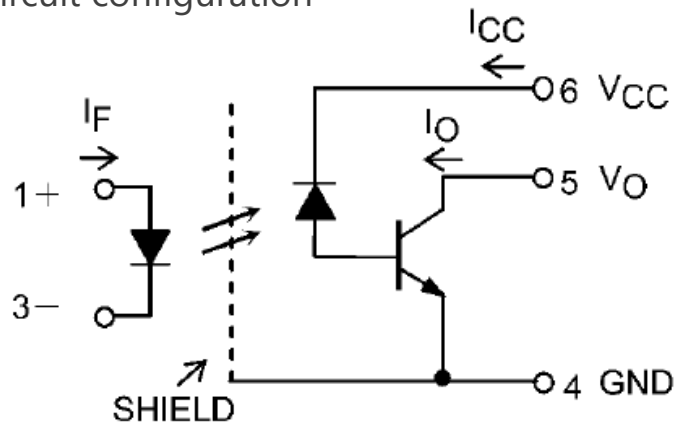 ircuit configuration
ICC
6 VCC
IF
IO
1+
5 VO
3−
SHIELD
4 GND